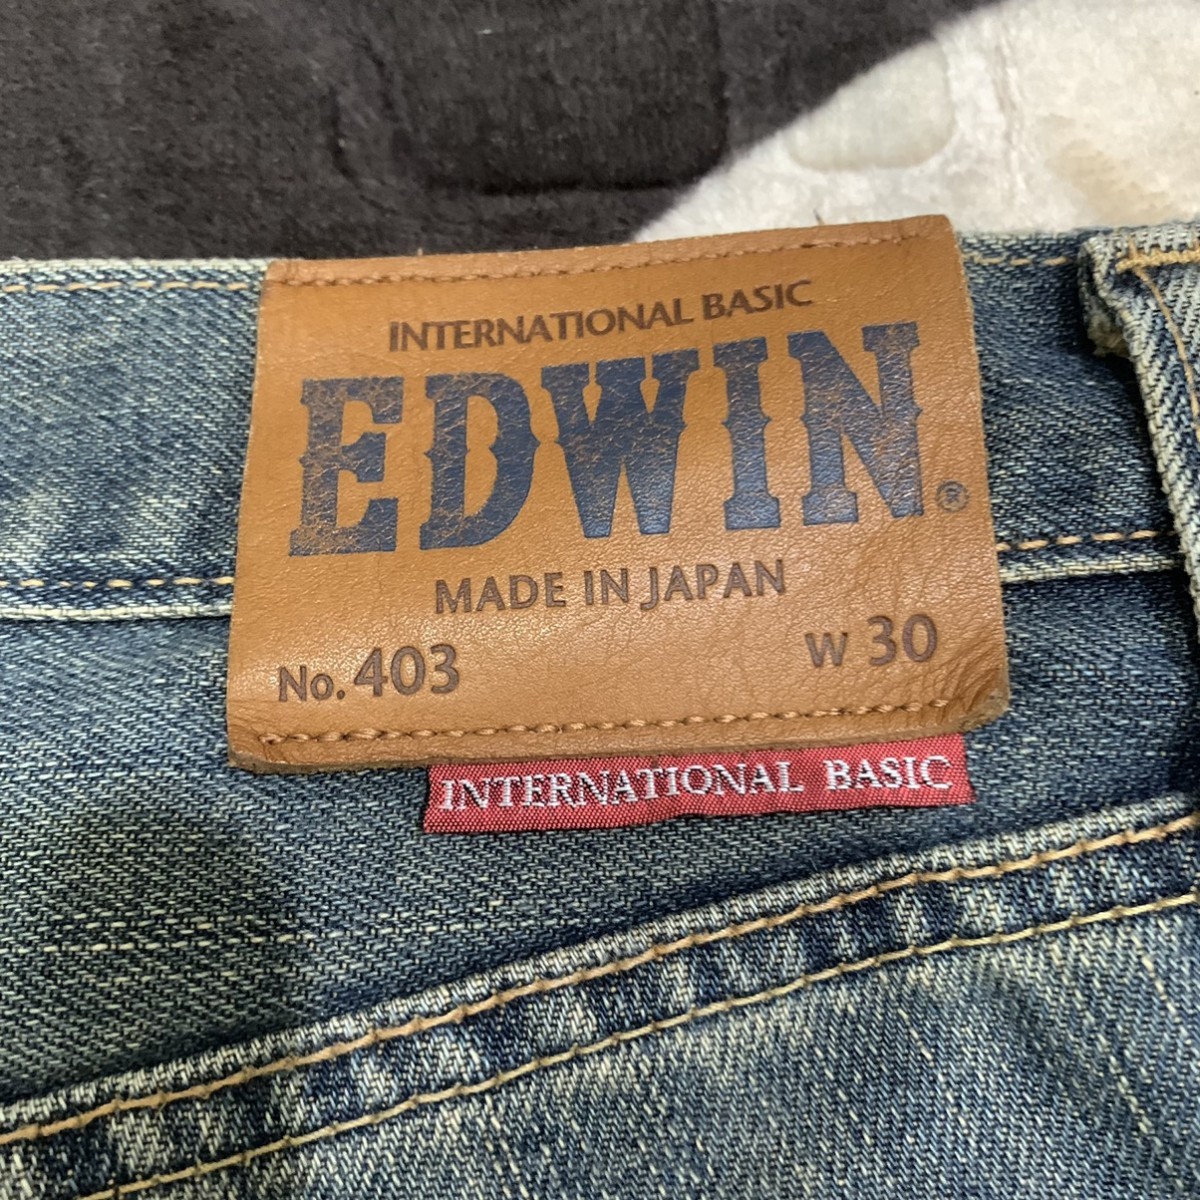 INTERNATIONAL BASIC
EDWIN®
MADE IN JAPAN
No. 403 W 30
INTERNATIONAL BASIC